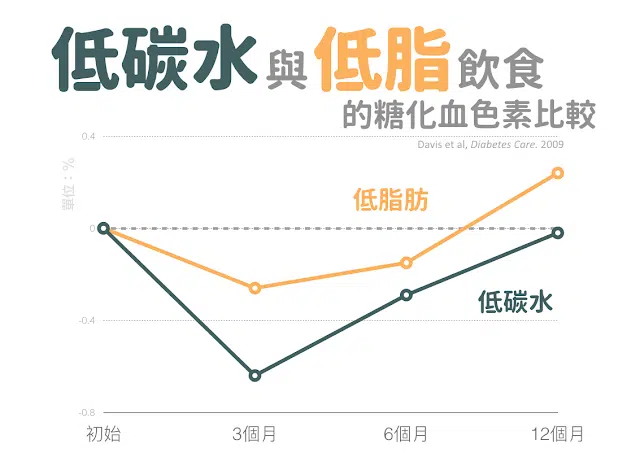 低碳水與低脂飲食
的糖化血色素比較
Davis et al, Diabetes Care. 2009
單位：%
0.4
0
-0.4
-0.8
低脂肪
低碳水
初始 3個月 6個月 12個月